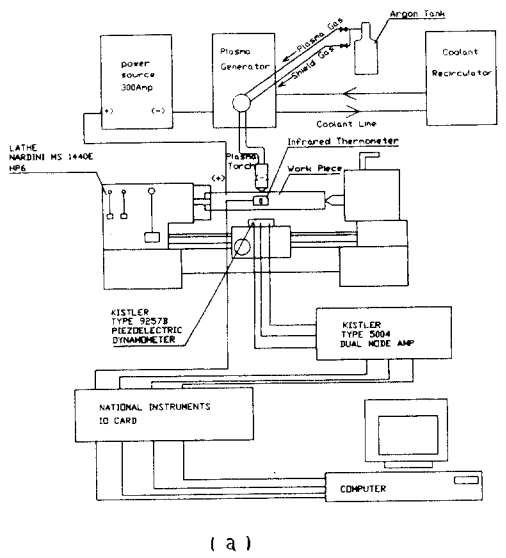 Argon Tank
Plasma Gas
Shield Gas
power
source
300Amp
(+)
(-)
Plasma
Generator
Coolant
Recirculator
Coolant Line
Infrared Thermometer
LATHE
NARDINI MS 1440E
HP6
Plasma
Torch
(+)
Work Piece
KISTLER
TYPE 9257B
PIEZOELECTRIC
DYNAMOMETER
KISTLER
TYPE 5004
DUAL MODE AMP
NATIONAL INSTRUMENTS
IO CARD
COMPUTER
(a)